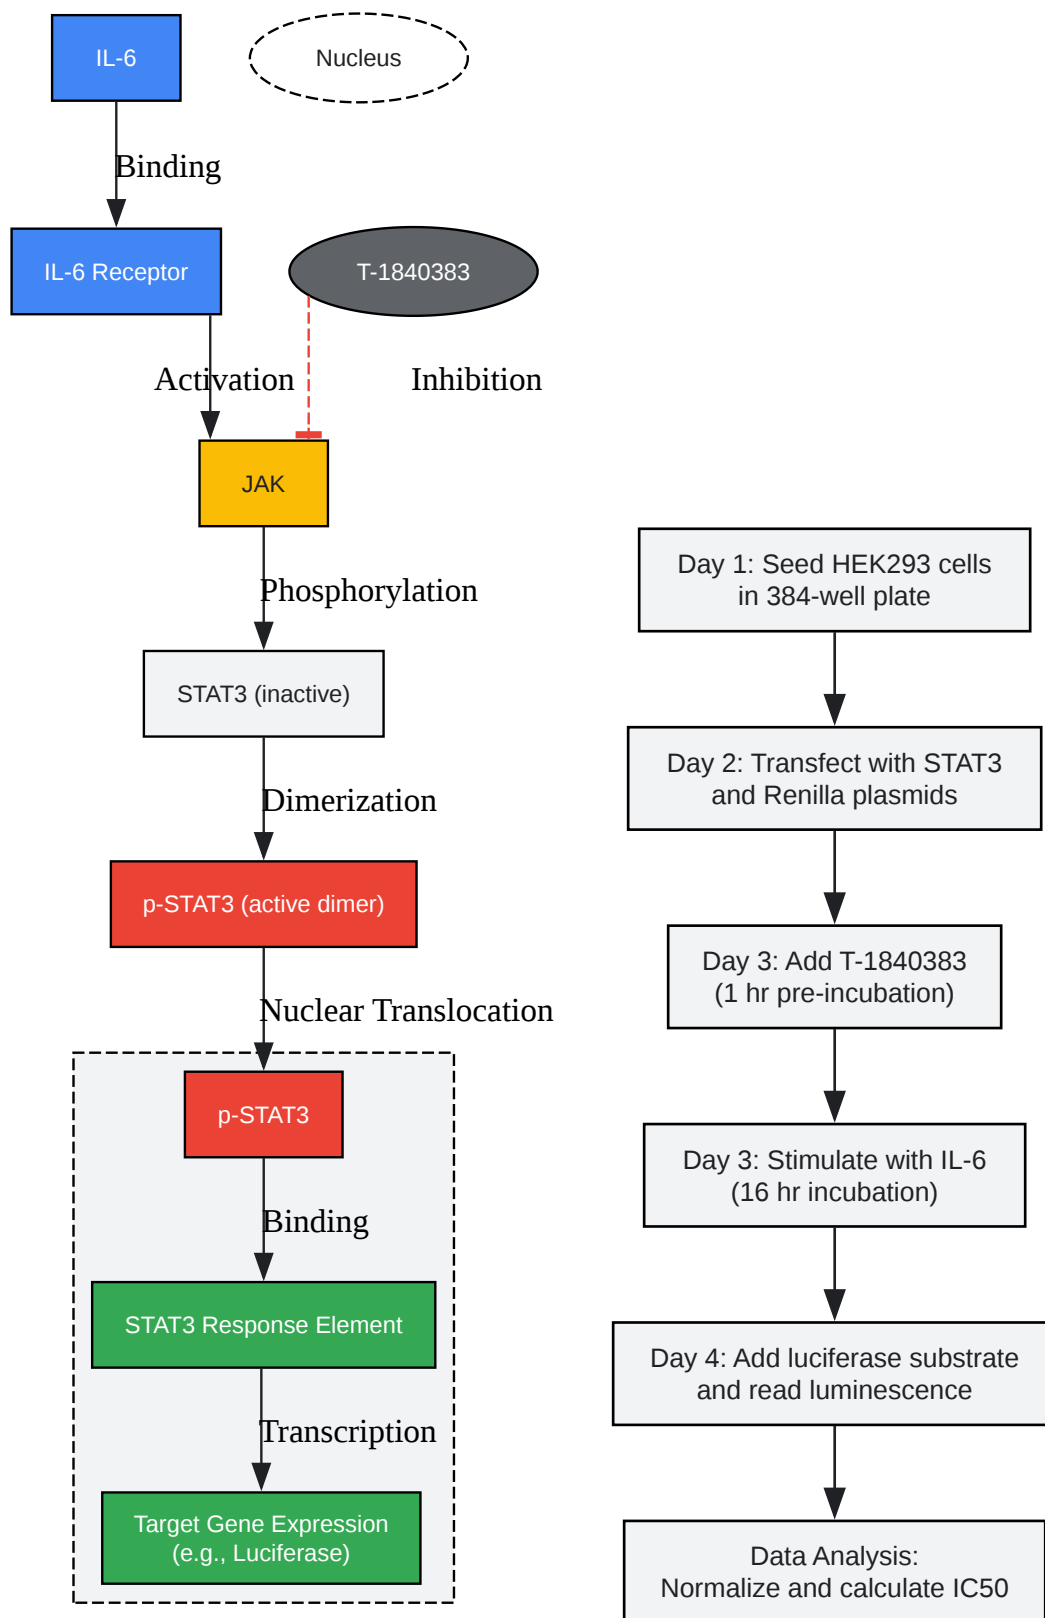 IL-6
Nucleus
Binding
IL-6 Receptor
T-1840383
Activation
Inhibition
JAK
Phosphorylation
STAT3 (inactive)
Dimerization
p-STAT3 (active dimer)
Nuclear Translocation
p-STAT3
Binding
STAT3 Response Element
Transcription
Target Gene Expression
(e.g., Luciferase)
Day 1: Seed HEK293 cells
in 384-well plate
Day 2: Transfect with STAT3
and Renilla plasmids
Day 3: Add T-1840383
(1 hr pre-incubation)
Day 3: Stimulate with IL-6
(16 hr incubation)
Day 4: Add luciferase substrate
and read luminescence
Data Analysis:
Normalize and calculate IC50